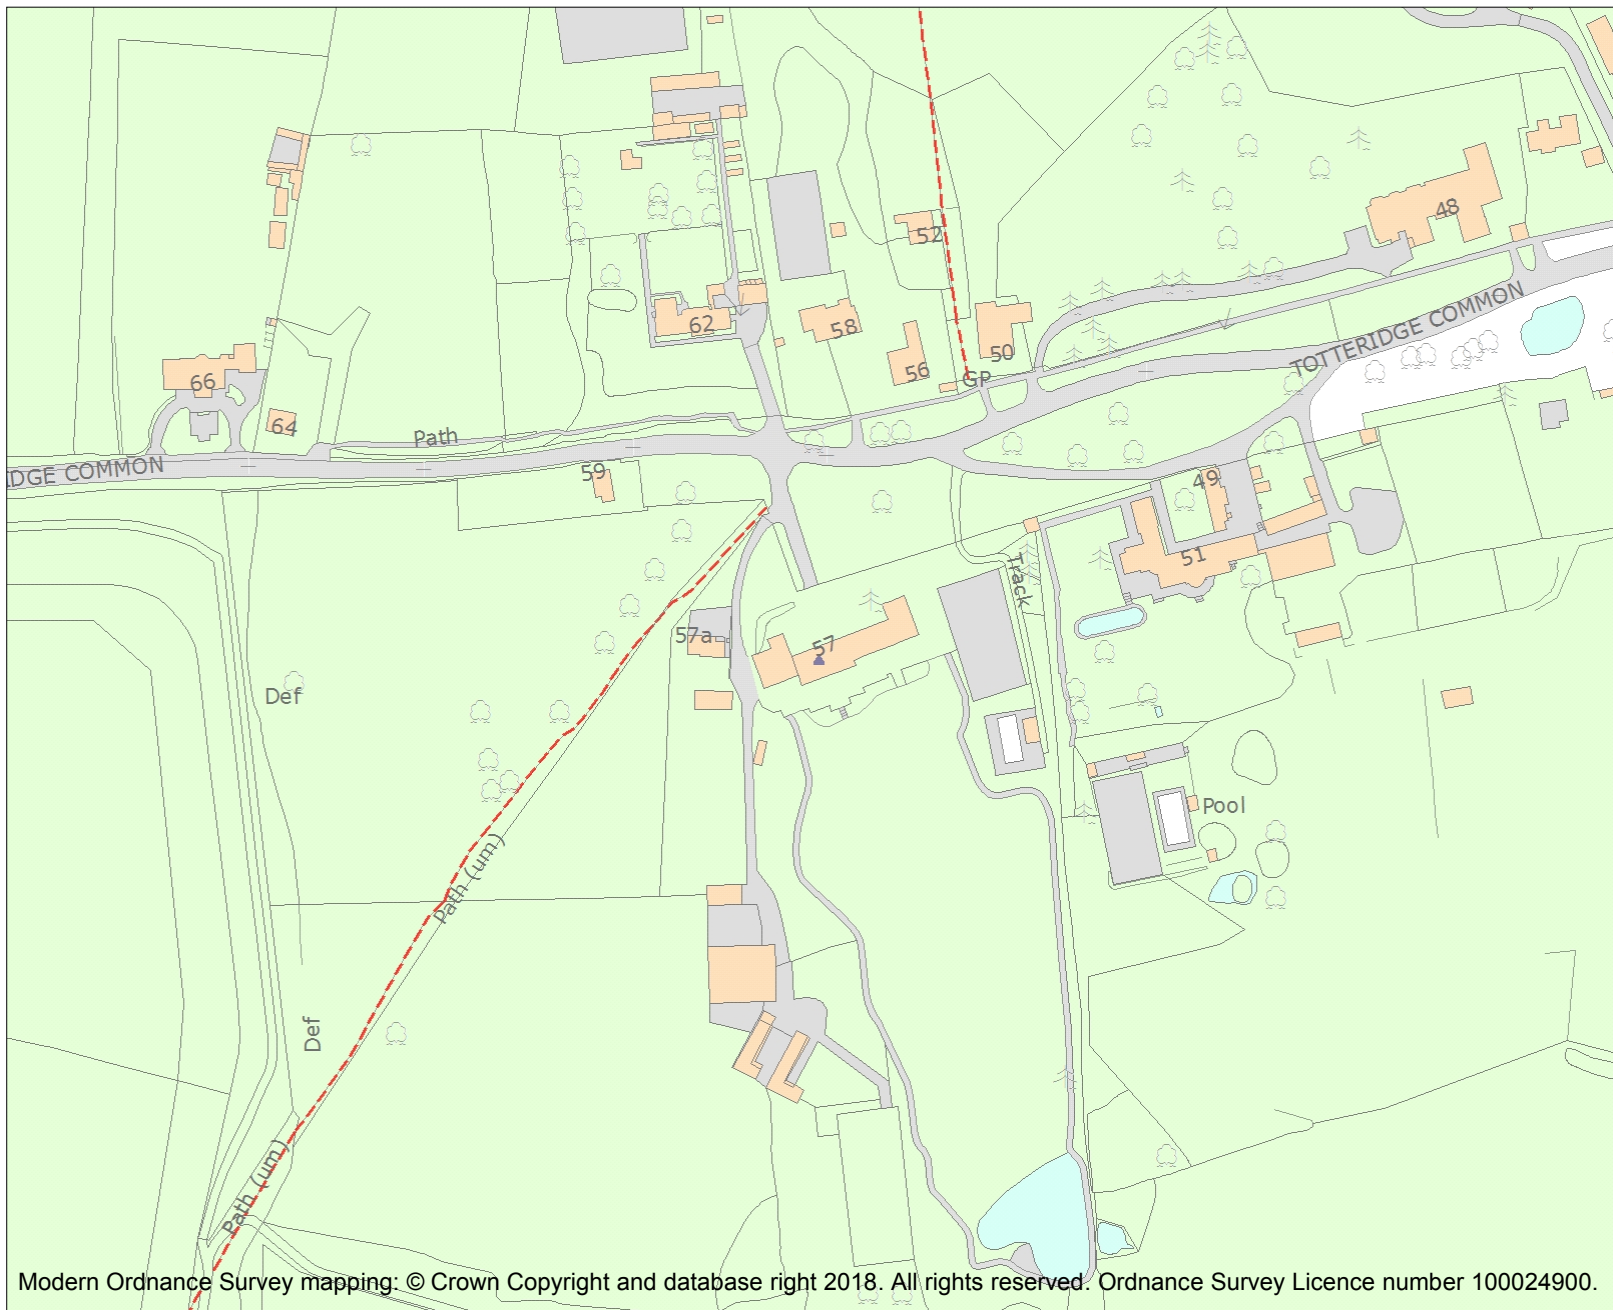 48
52
TOTTERIDGE COMMON
62
58
50
56
GP
66
64
Path
IDGE COMMON
59
49
51
Track
57a
57
Def
Pool
Path (um)
Def
Path (um)
Modern Ordnance Survey mapping: © Crown Copyright and database right 2018. All rights reserved. Ordnance Survey Licence number 100024900.